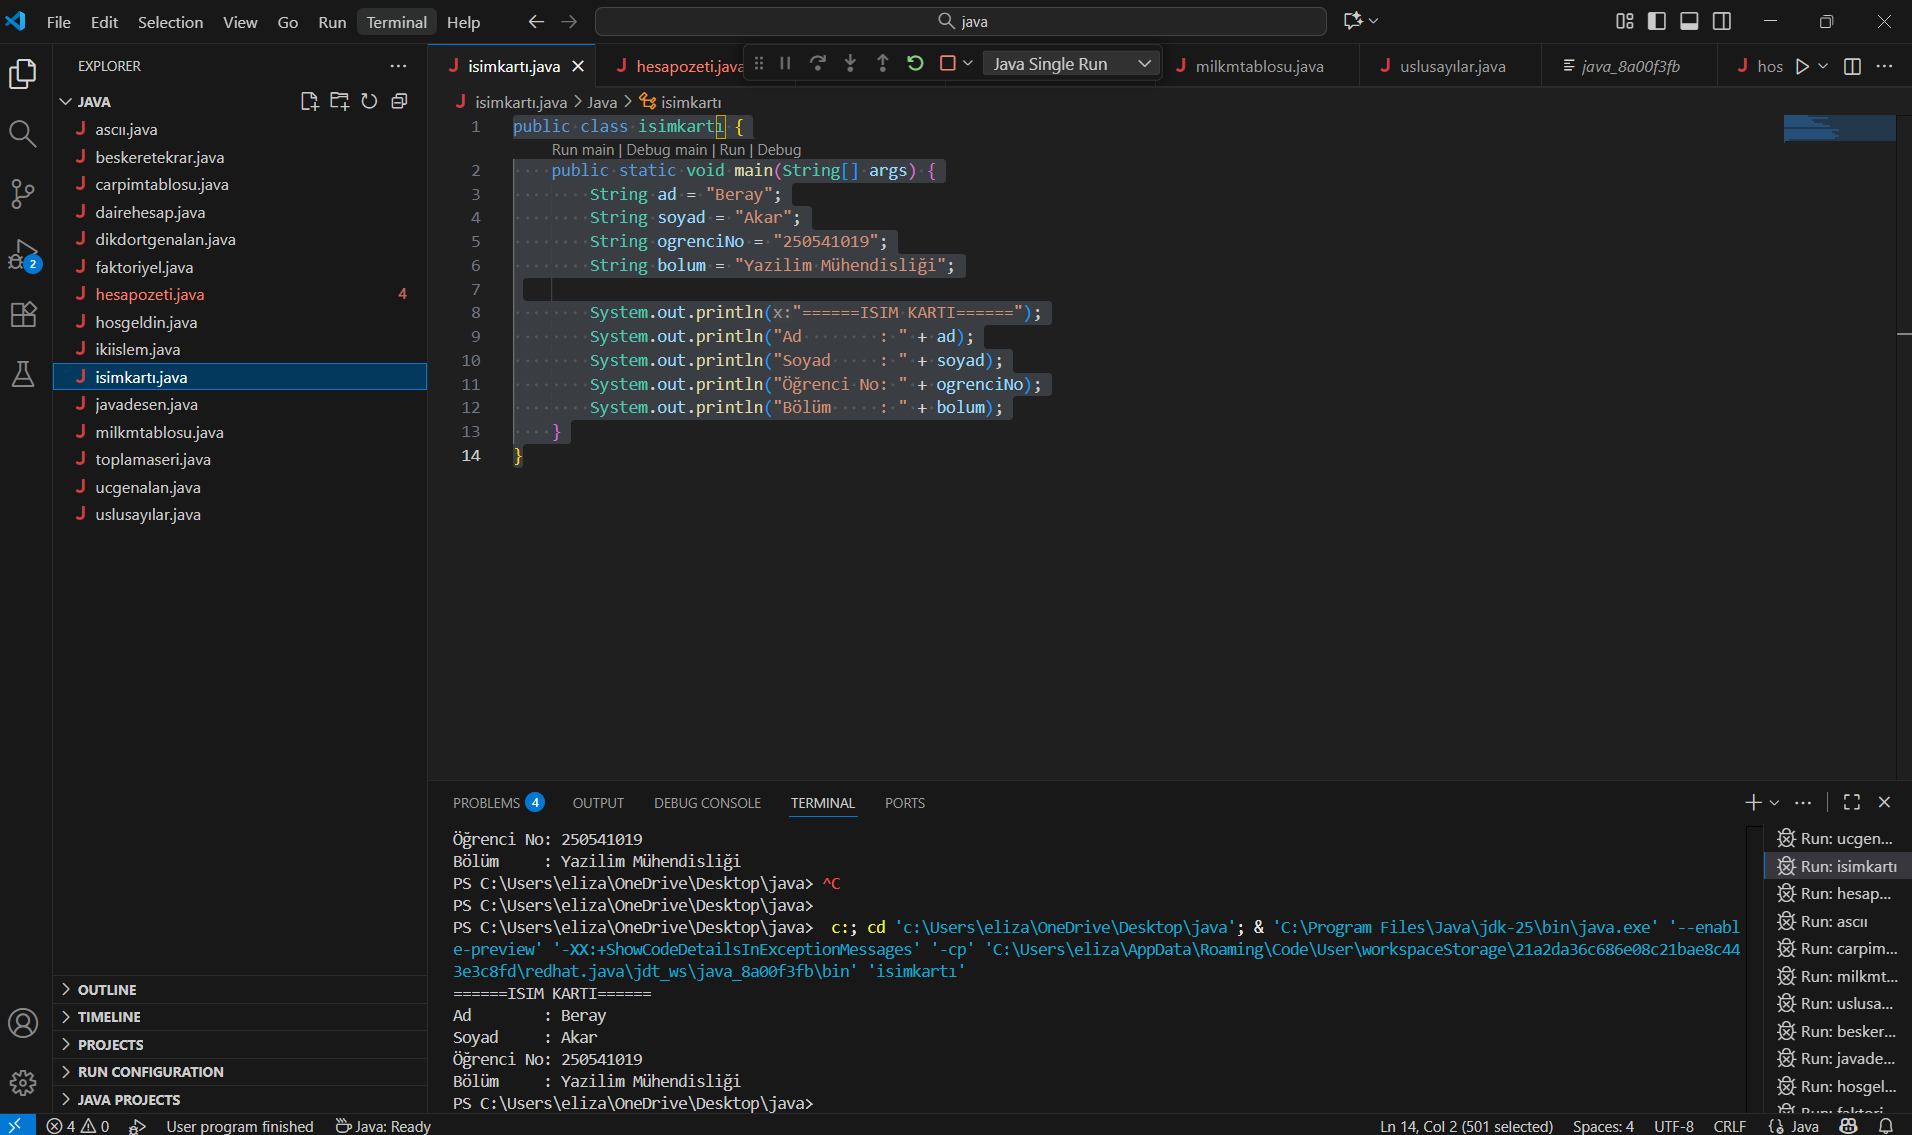 File Edit Selection View Go Run Terminal Help
java
EXPLORER
JAVA
ascıı.java
beskeretekrar.java
carpimtablosu.java
dairehesap.java
dikdortgenalan.java
faktoriyel.java
hesapozeti.java 4
hosgeldin.java
ikiislem.java
isimkartı.java
javadesen.java
milkmtablosu.java
toplamaseri.java
ucgenalan.java
uslusayılar.java
OUTLINE
TIMELINE
PROJECTS
RUN CONFIGURATION
JAVA PROJECTS
2
isimkartı.java hesapozeti.java Java Single Run milkmtablosu.java uslusayılar.java java_8a00f3fb hos
isimkartı.java > Java > isimkartı
1 public class isimkartı {
Run main | Debug main | Run | Debug
2 public static void main(String[] args) {
3 String ad = "Beray";
4 String soyad = "Akar";
5 String ogrenciNo = "250541019";
6 String bolum = "Yazilim Mühendisliği";
7
8 System.out.println(x:"======ISIM KARTI======");
9 System.out.println("Ad        : " + ad);
10 System.out.println("Soyad     : " + soyad);
11 System.out.println("Öğrenci No: " + ogrenciNo);
12 System.out.println("Bölüm     : " + bolum);
13 }
14 }
PROBLEMS 4 OUTPUT DEBUG CONSOLE TERMINAL PORTS
Öğrenci No: 250541019
Bölüm     : Yazilim Mühendisliği
PS C:\Users\eliza\OneDrive\Desktop\java> ^C
PS C:\Users\eliza\OneDrive\Desktop\java>
PS C:\Users\eliza\OneDrive\Desktop\java>  c:; cd 'c:\Users\eliza\OneDrive\Desktop\java'; & 'C:\Program Files\Java\jdk-25\bin\java.exe' '--enabl
e-preview' '-XX:+ShowCodeDetailsInExceptionMessages' '-cp' 'C:\Users\eliza\AppData\Roaming\Code\User\workspaceStorage\21a2da36c686e08c21bae8c44
3e3c8fd\redhat.java\jdt_ws\java_8a00f3fb\bin' 'isimkartı'
======ISIM KARTI======
Ad        : Beray
Soyad     : Akar
Öğrenci No: 250541019
Bölüm     : Yazilim Mühendisliği
PS C:\Users\eliza\OneDrive\Desktop\java>
Run: ucgen...
Run: isimkartı
Run: hesap...
Run: ascıı
Run: carpim...
Run: milkmt...
Run: uslusa...
Run: besker...
Run: javade...
Run: hosgel...
Run: faktori...
4 0 User program finished Java: Ready Ln 14, Col 2 (501 selected) Spaces: 4 UTF-8 CRLF Java